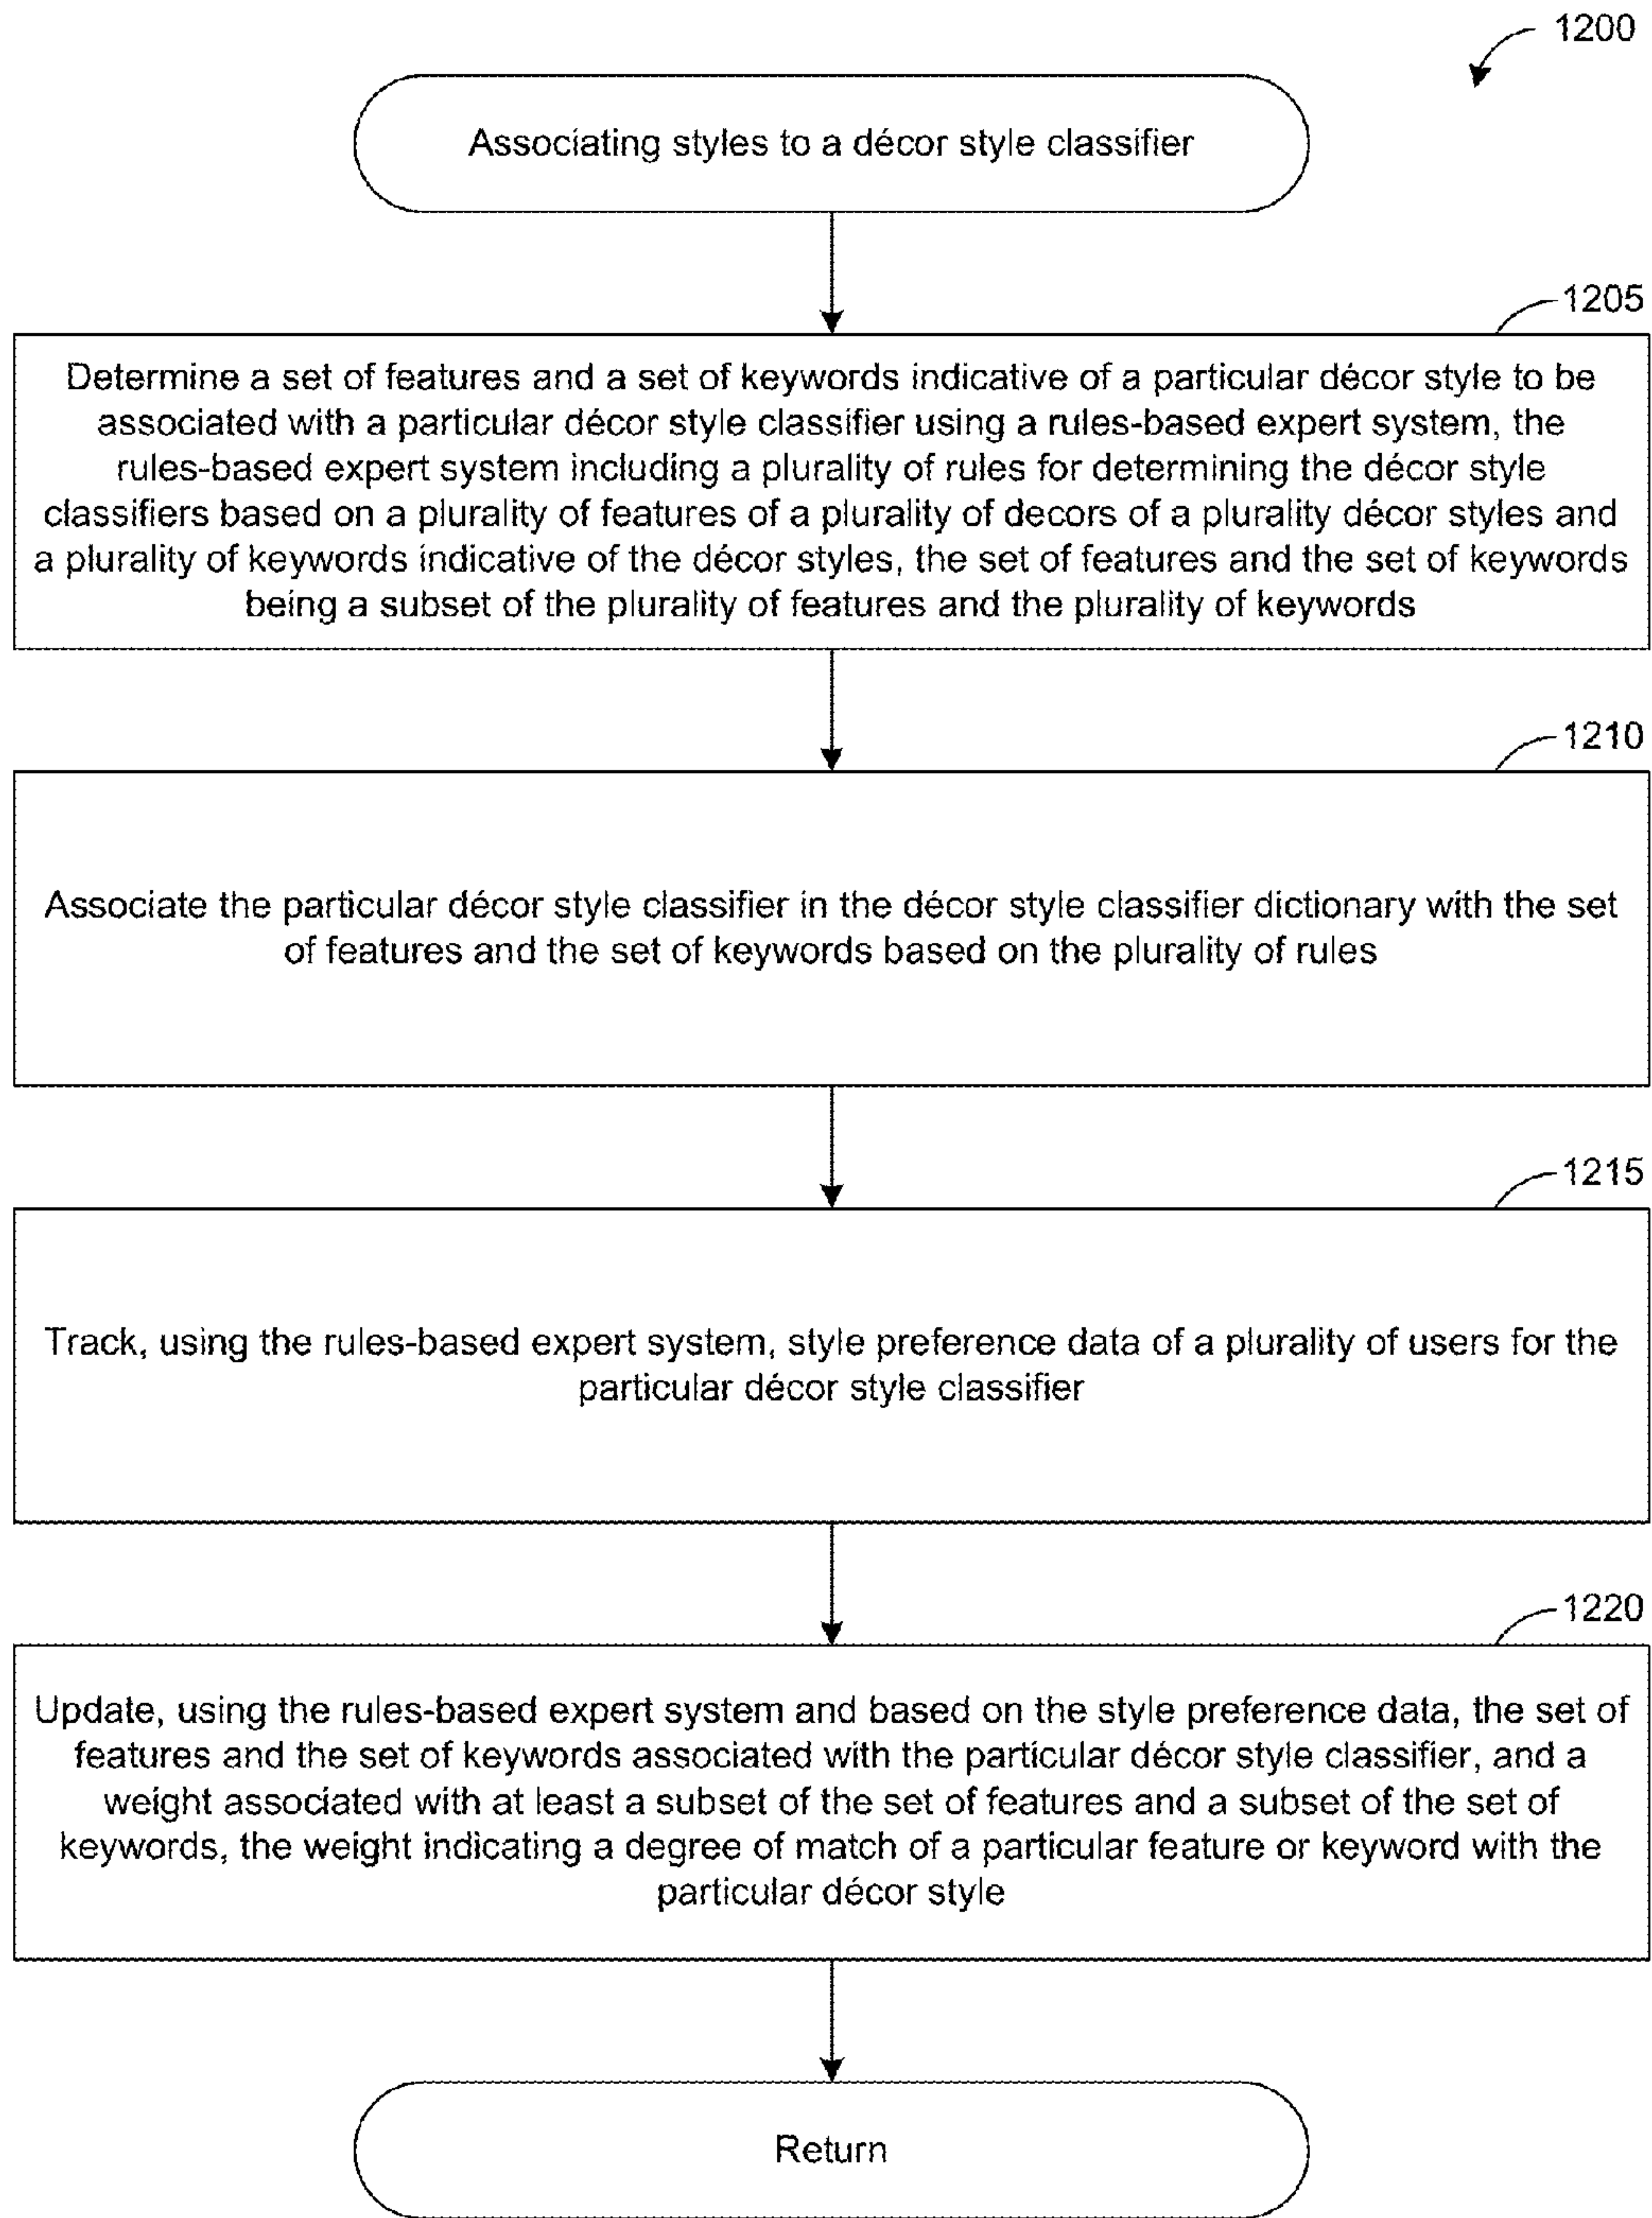 1200
Associating styles to a décor style classifier
1205
Determine a set of features and a set of keywords indicative of a particular décor style to be
associated with a particular décor style classifier using a rules-based expert system, the
rules-based expert system including a plurality of rules for determining the décor style
classifiers based on a plurality of features of a plurality of decors of a plurality décor styles and
a plurality of keywords indicative of the décor styles, the set of features and the set of keywords
being a subset of the plurality of features and the plurality of keywords
1210
Associate the particular décor style classifier in the décor style classifier dictionary with the set
of features and the set of keywords based on the plurality of rules
1215
Track, using the rules-based expert system, style preference data of a plurality of users for the
particular décor style classifier
1220
Update, using the rules-based expert system and based on the style preference data, the set of
features and the set of keywords associated with the particular décor style classifier, and a
weight associated with at least a subset of the set of features and a subset of the set of
keywords, the weight indicating a degree of match of a particular feature or keyword with the
particular décor style
Return